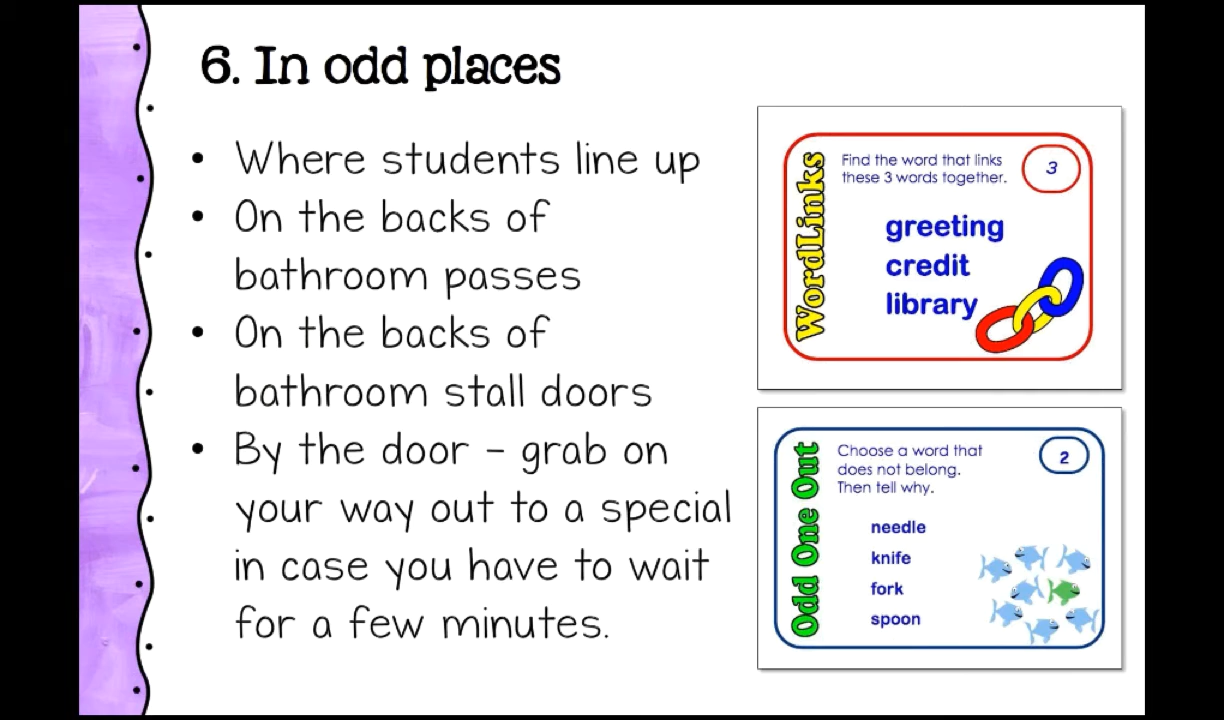 6. In odd places
• Where students line up
• On the backs of
bathroom passes
• On the backs of
bathroom stall doors
• By the door – grab on
your way out to a special
in case you have to wait
for a few minutes.
WordLinks
Find the word that links
these 3 words together.
3
greeting
credit
library
Odd One Out
Choose a word that
does not belong.
Then tell why.
2
needle
knife
fork
spoon